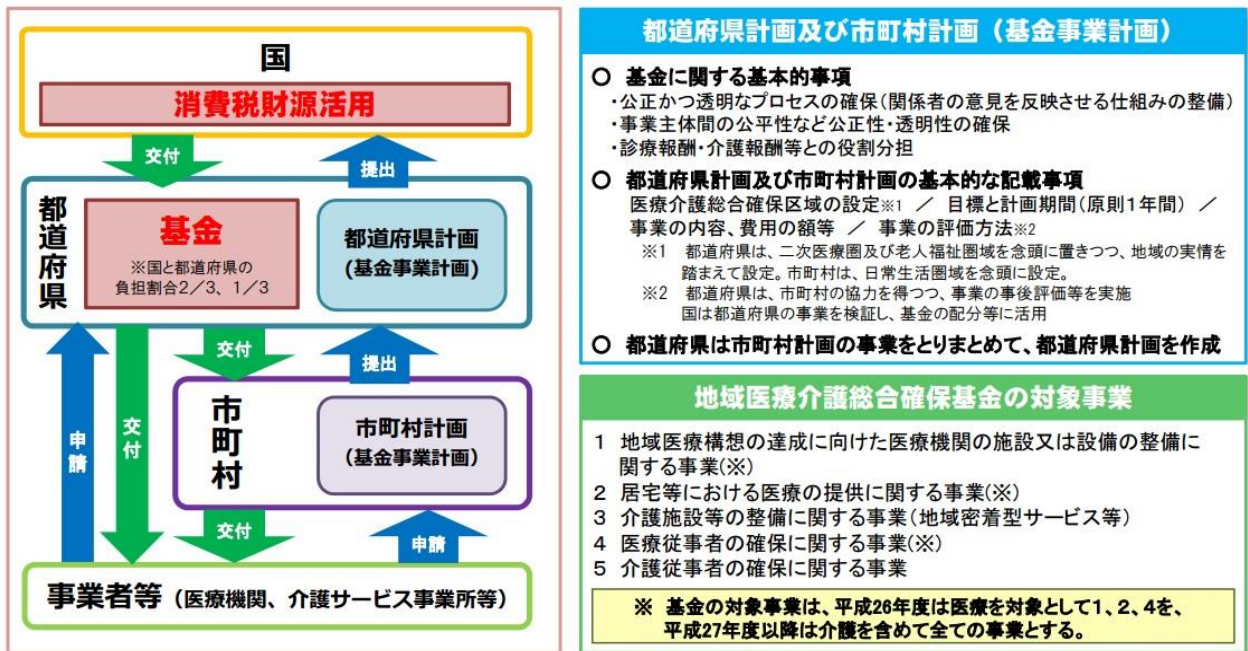 国
消費税財源活用
交付
提出
都道府県
基金
※国と都道府県の
負担割合2/3、1/3
都道府県計画
(基金事業計画)
交付
提出
申請
交付
市町村
市町村計画
(基金事業計画)
交付
申請
事業者等（医療機関、介護サービス事業所等）
都道府県計画及び市町村計画（基金事業計画）
○ 基金に関する基本的事項
・公正かつ透明なプロセスの確保(関係者の意見を反映させる仕組みの整備)
・事業主体間の公平性など公正性・透明性の確保
・診療報酬・介護報酬等との役割分担
○ 都道府県計画及び市町村計画の基本的な記載事項
医療介護総合確保区域の設定※1 ／ 目標と計画期間(原則1年間) ／
事業の内容、費用の額等 ／ 事業の評価方法※2
※1 都道府県は、二次医療圏及び老人福祉圏域を念頭に置きつつ、地域の実情を
踏まえて設定。市町村は、日常生活圏域を念頭に設定。
※2 都道府県は、市町村の協力を得つつ、事業の事後評価等を実施
国は都道府県の事業を検証し、基金の配分等に活用
○ 都道府県は市町村計画の事業をとりまとめて、都道府県計画を作成
地域医療介護総合確保基金の対象事業
1 地域医療構想の達成に向けた医療機関の施設又は設備の整備に
関する事業(※)
2 居宅等における医療の提供に関する事業(※)
3 介護施設等の整備に関する事業(地域密着型サービス等)
4 医療従事者の確保に関する事業(※)
5 介護従事者の確保に関する事業
※ 基金の対象事業は、平成26年度は医療を対象として1、2、4を、
平成27年度以降は介護を含めて全ての事業とする。